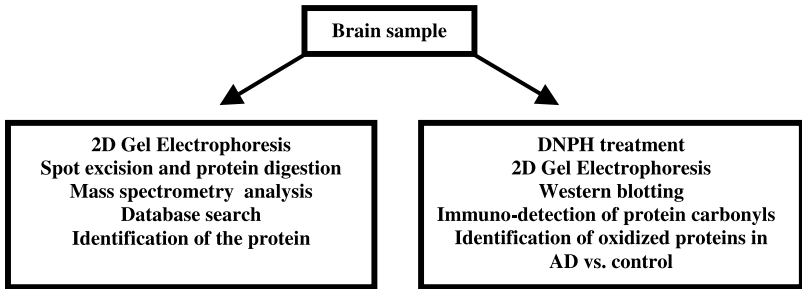 Brain sample
2D Gel Electrophoresis
Spot excision and protein digestion
Mass spectrometry analysis
Database search
Identification of the protein
DNPH treatment
2D Gel Electrophoresis
Western blotting
Immuno-detection of protein carbonyls
Identification of oxidized proteins in
AD vs. control